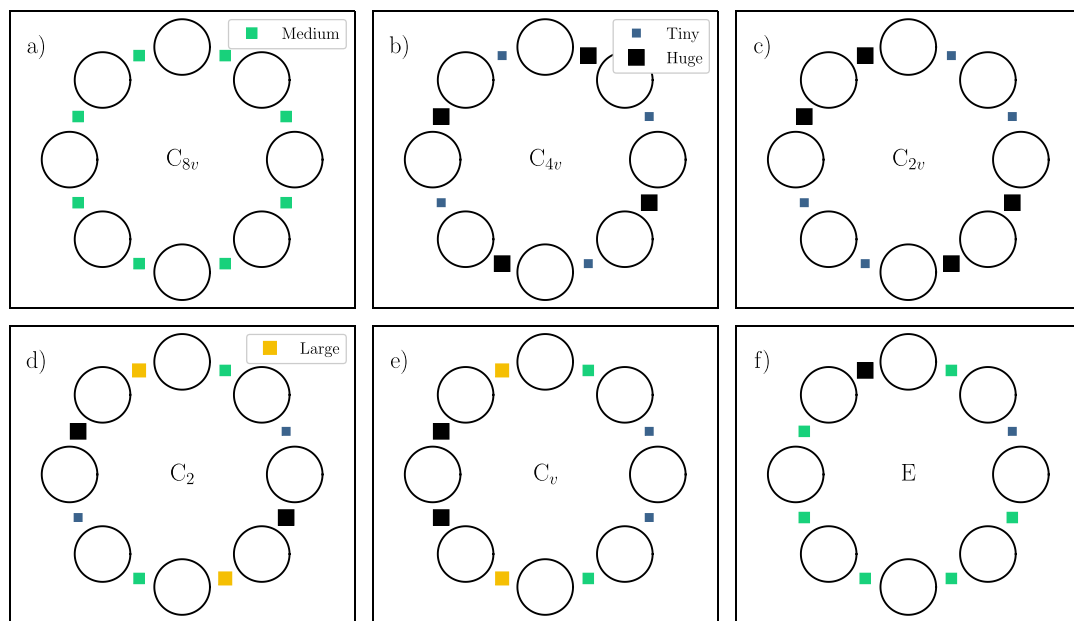 a)
Medium
C8v
b)
Tiny
Huge
C4v
c)
C2v
d)
Large
C2
e)
Cv
f)
E